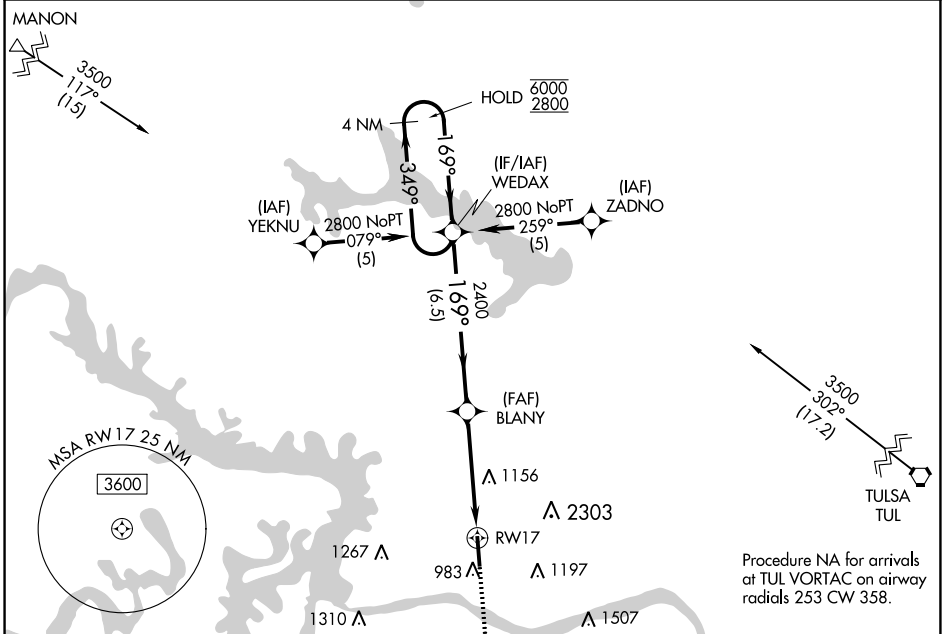 MANON
3500
117°
(15)
HOLD 6000
2800
4 NM
169°
349°
(IF/IAF)
WEDAX
(IAF)
ZADNO
2800 NoPT
259°
(5)
(IAF)
YEKNU
2800 NoPT
079°
(5)
2400
169°
(6.5)
(FAF)
BLANY
3500
302°
(17.2)
TULSA
TUL
MSA RW17 25 NM
3600
1156
2303
RW17
1267
983
1197
1310
1507
Procedure NA for arrivals
at TUL VORTAC on airway
radials 253 CW 358.